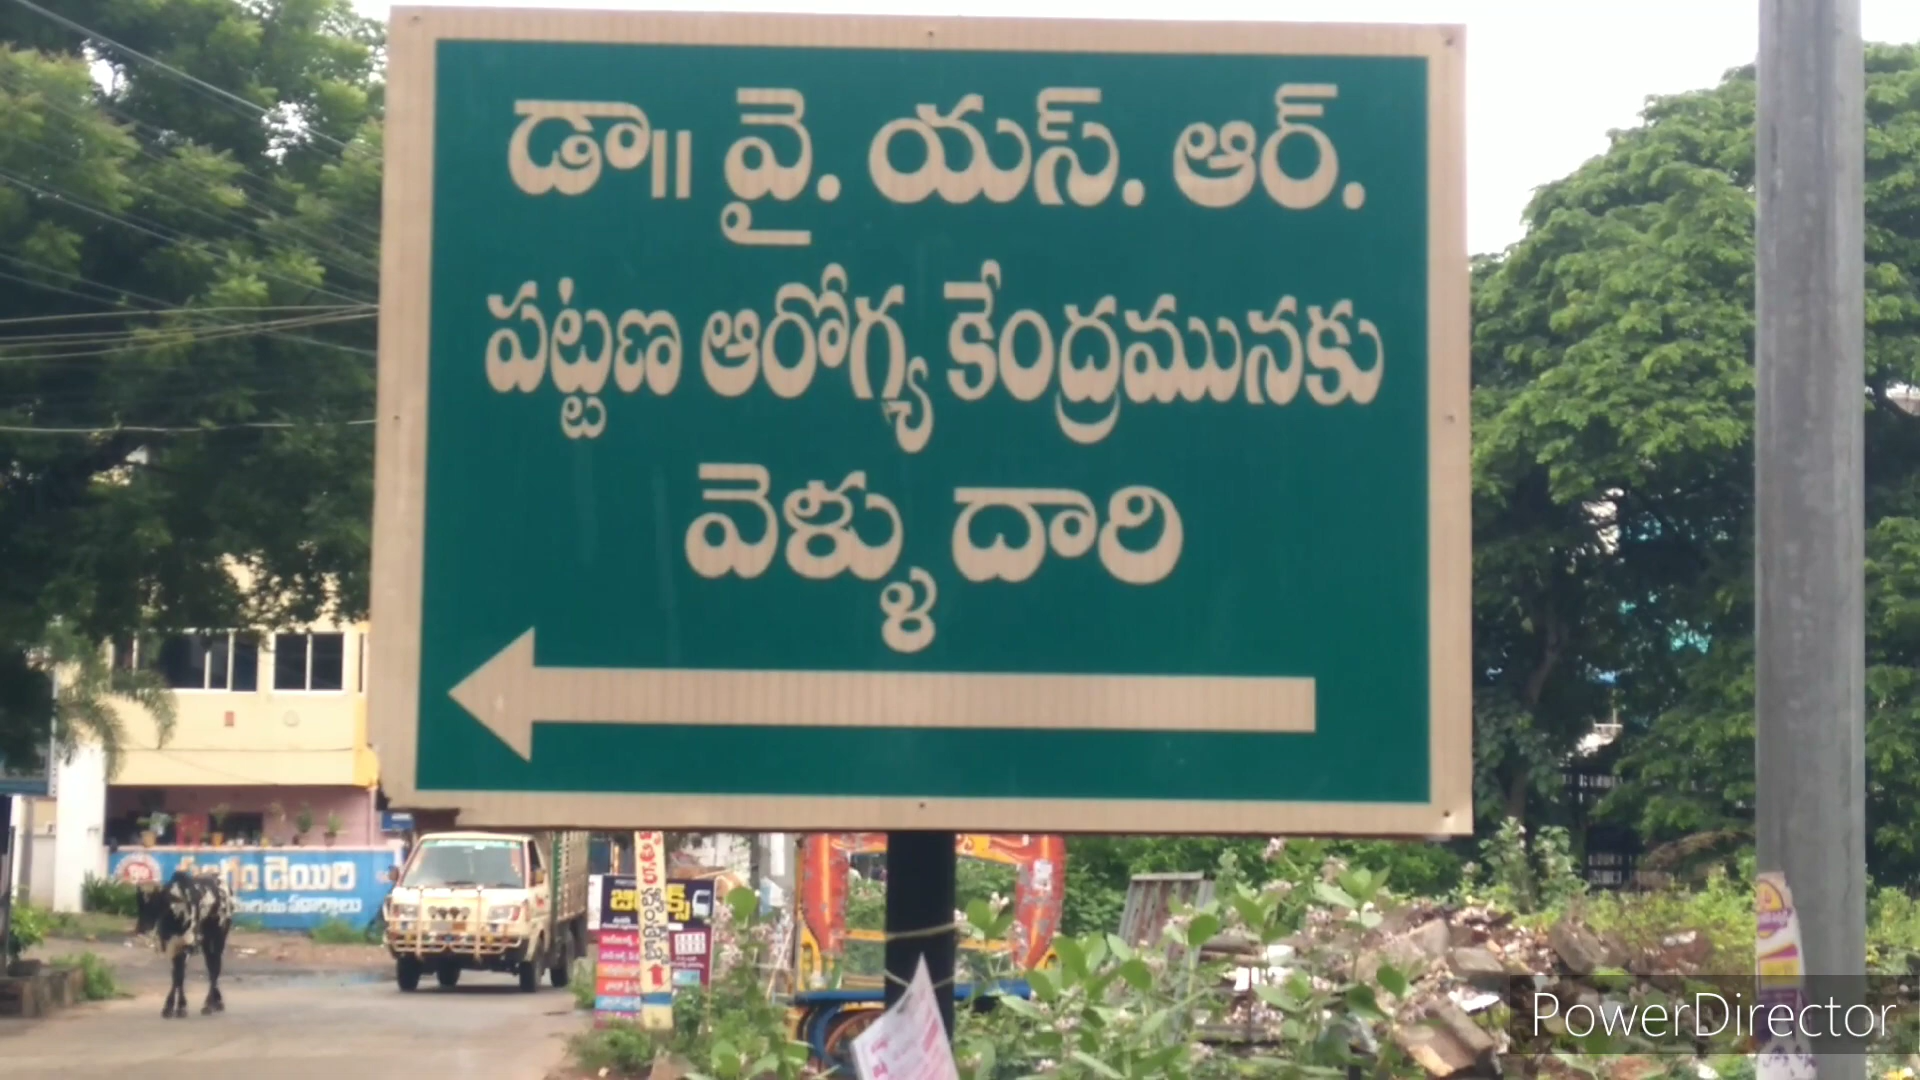 డా॥ వై. యస్. ఆర్.
పట్టణ ఆరోగ్య కేంద్రమునకు
వెళ్ళు దారి
డెయిరి
PowerDirector